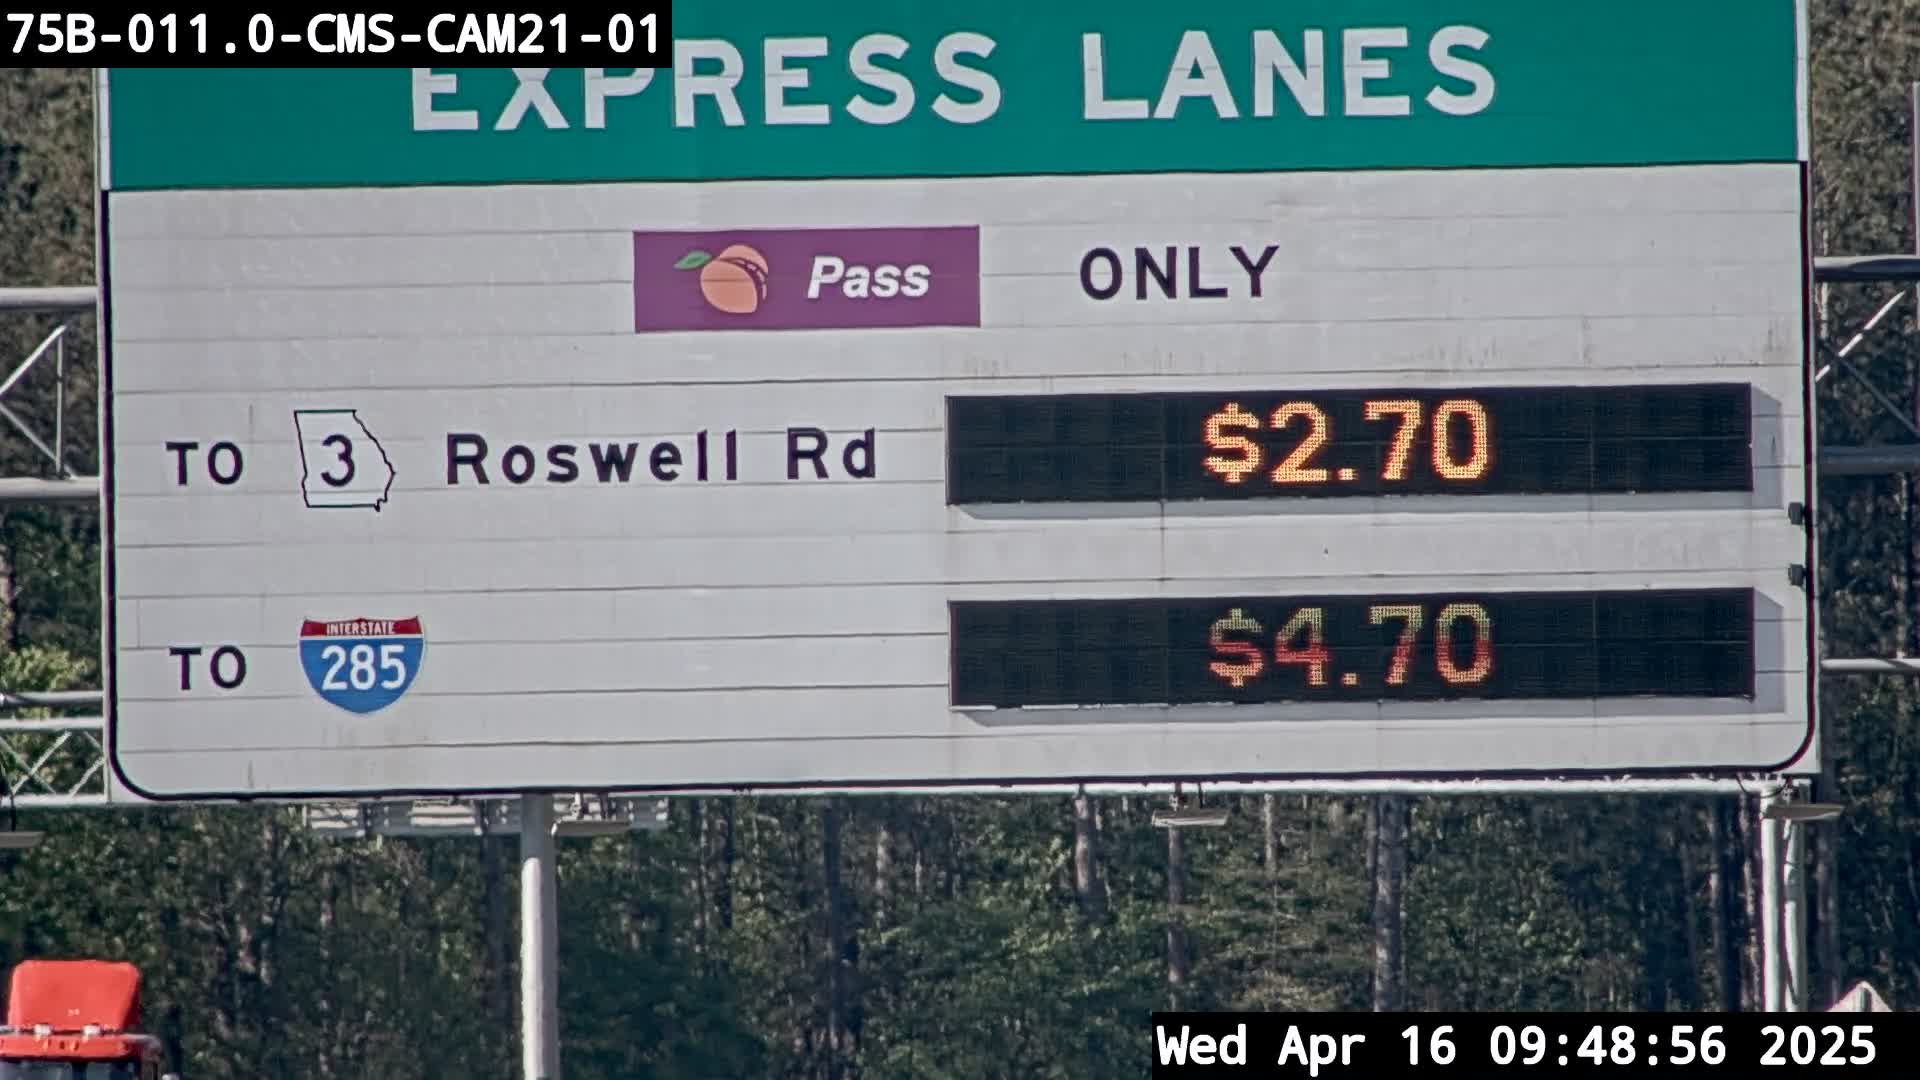 75B-011.0-CMS-CAM21-01
EXPRESS LANES
Pass ONLY
TO 3 Roswell Rd $2.70
INTERSTATE
TO 285 $4.70
Wed Apr 16 09:48:56 2025